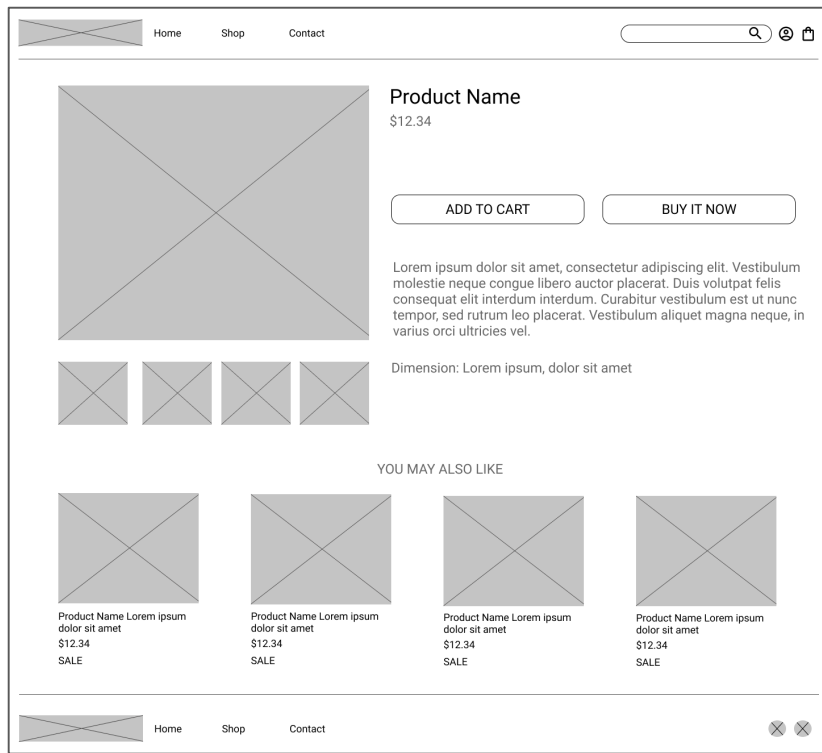 Home Shop Contact
Product Name
$12.34
ADD TO CART BUY IT NOW
Lorem ipsum dolor sit amet, consectetur adipiscing elit. Vestibulum
molestie neque congue libero auctor placerat. Duis volutpat felis
consequat elit interdum interdum. Curabitur vestibulum est ut nunc
tempor, sed rutrum leo placerat. Vestibulum aliquet magna neque, in
varius orci ultricies vel.
Dimension: Lorem ipsum, dolor sit amet
YOU MAY ALSO LIKE
Product Name Lorem ipsum
dolor sit amet
$12.34
SALE
Product Name Lorem ipsum
dolor sit amet
$12.34
SALE
Product Name Lorem ipsum
dolor sit amet
$12.34
SALE
Product Name Lorem ipsum
dolor sit amet
$12.34
SALE
Home Shop Contact